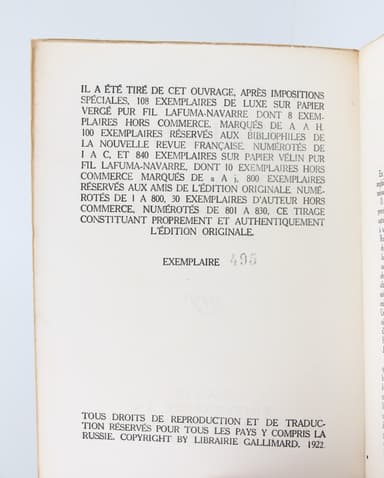 IL A ÉTÉ TIRÉ DE CET OUVRAGE, APRÈS IMPOSITIONS
SPÉCIALES, 108 EXEMPLAIRES DE LUXE SUR PAPIER
VERGÉ PUR FIL LAFUMA-NAVARRE DONT 8 EXEM-
PLAIRES HORS COMMERCE. MARQUÉS DE A A H.
100 EXEMPLAIRES RÉSERVÉS AUX BIBLIOPHILES DE
LA NOUVELLE REVUE FRANÇAISE. NUMÉROTÉS DE
I A C, ET 840 EXEMPLAIRES SUR PAPIER VÉLIN PUR
FIL LAFUMA-NAVARRE, DONT 10 EXEMPLAIRES HORS
COMMERCE MARQUÉS DE a A j, 800 EXEMPLAIRES
RÉSERVÉS AUX AMIS DE L'ÉDITION ORIGINALE. NUMÉ-
ROTÉS DE 1 A 800, 30 EXEMPLAIRES D'AUTEUR HORS
COMMERCE, NUMÉROTÉS DE 801 A 830, CE TIRAGE
CONSTITUANT PROPREMENT ET AUTHENTIQUEMENT
L'ÉDITION ORIGINALE.
EXEMPLAIRE 495
TOUS DROITS DE REPRODUCTION ET DE TRADUC-
TION RÉSERVÉS POUR TOUS LES PAYS Y COMPRIS LA
RUSSIE. COPYRIGHT BY LIBRAIRIE GALLIMARD, 1922